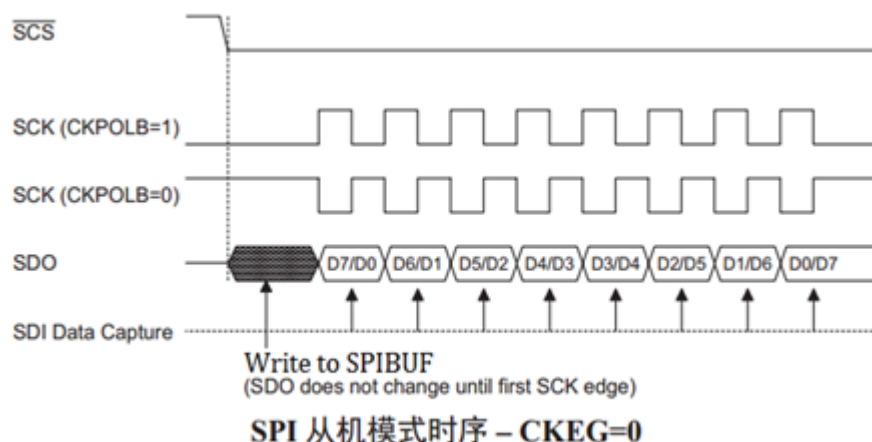 SCS
SCK (CKPOLB=1)
SCK (CKPOLB=0)
SDO
D7/D0 D6/D1 D5/D2 D4/D3 D3/D4 D2/D5 D1/D6 D0/D7
SDI Data Capture
Write to SPIBUF
(SDO does not change until first SCK edge)
SPI 从机模式时序 – CKEG=0